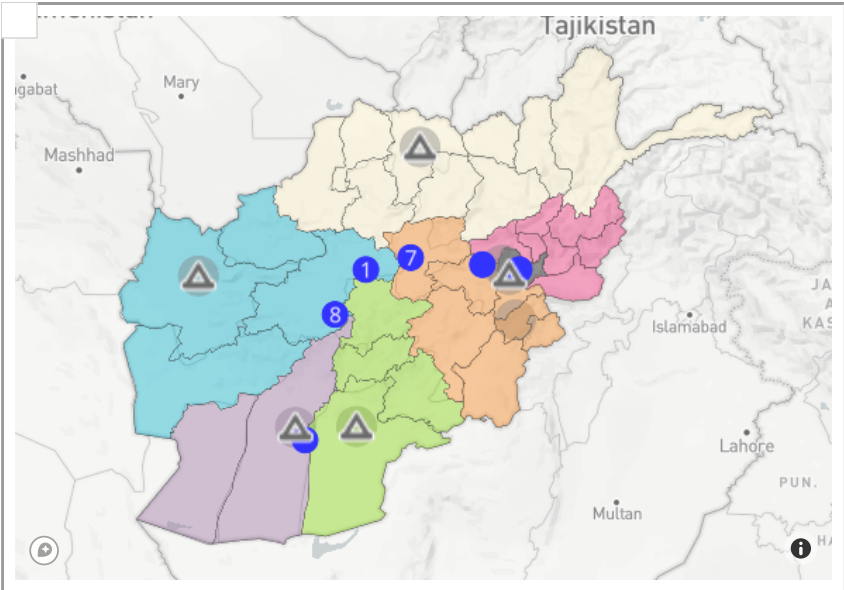 Tajikistan
Mary
Mashhad
7
1
8
Islamabad
Lahore
PUN.
Multan